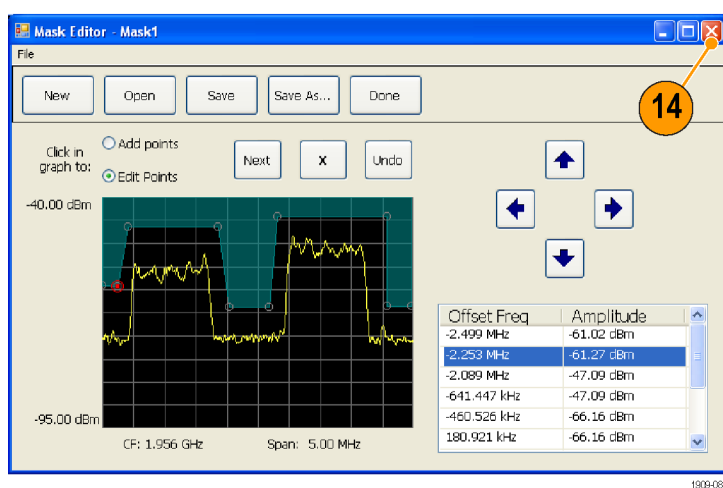 Mask Editor - Mask1
File
New Open Save Save As... Done
14
Click in graph to:
Add points
Edit Points
Next X Undo
-40.00 dBm
-95.00 dBm
CF: 1.956 GHz Span: 5.00 MHz
Offset Freq Amplitude
-2.499 MHz -61.02 dBm
-2.253 MHz -61.27 dBm
-2.089 MHz -47.09 dBm
-641.447 kHz -47.09 dBm
-460.526 kHz -66.16 dBm
180.921 kHz -66.16 dBm
1909-08